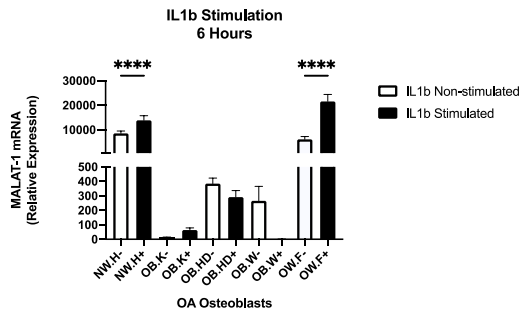 IL1b Stimulation
6 Hours
****
****
IL1b Non-stimulated
IL1b Stimulated
MALAT-1 mRNA
(Relative Expression)
30000
20000
10000
500
400
300
200
100
0
NW.H-
NW.H+
OB.K-
OB.K+
OB.HD-
OB.HD+
OB.W-
OB.W+
OW.F-
OW.F+
OA Osteoblasts